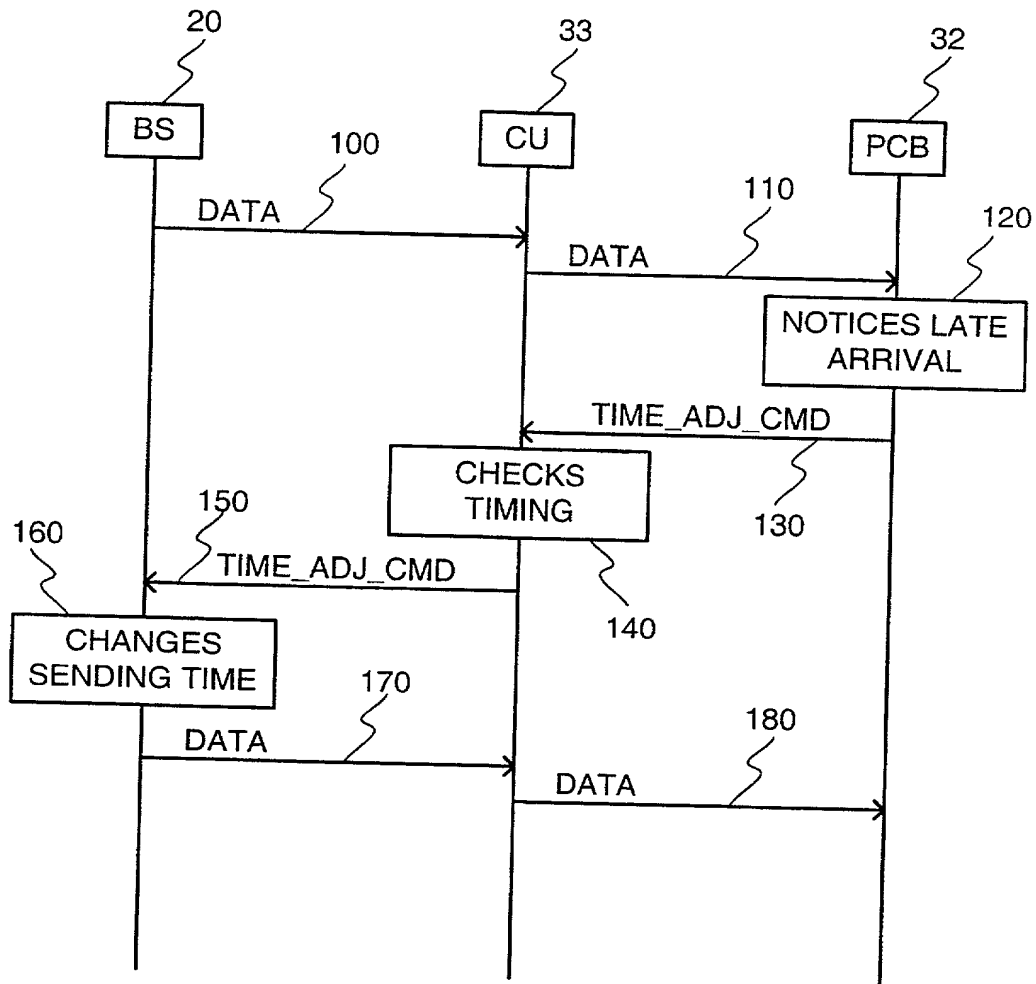 20
33
32
BS
CU
PCB
100
DATA
110
DATA
120
NOTICES LATE
ARRIVAL
TIME_ADJ_CMD
130
CHECKS
TIMING
140
150
TIME_ADJ_CMD
160
CHANGES
SENDING TIME
170
DATA
180
DATA